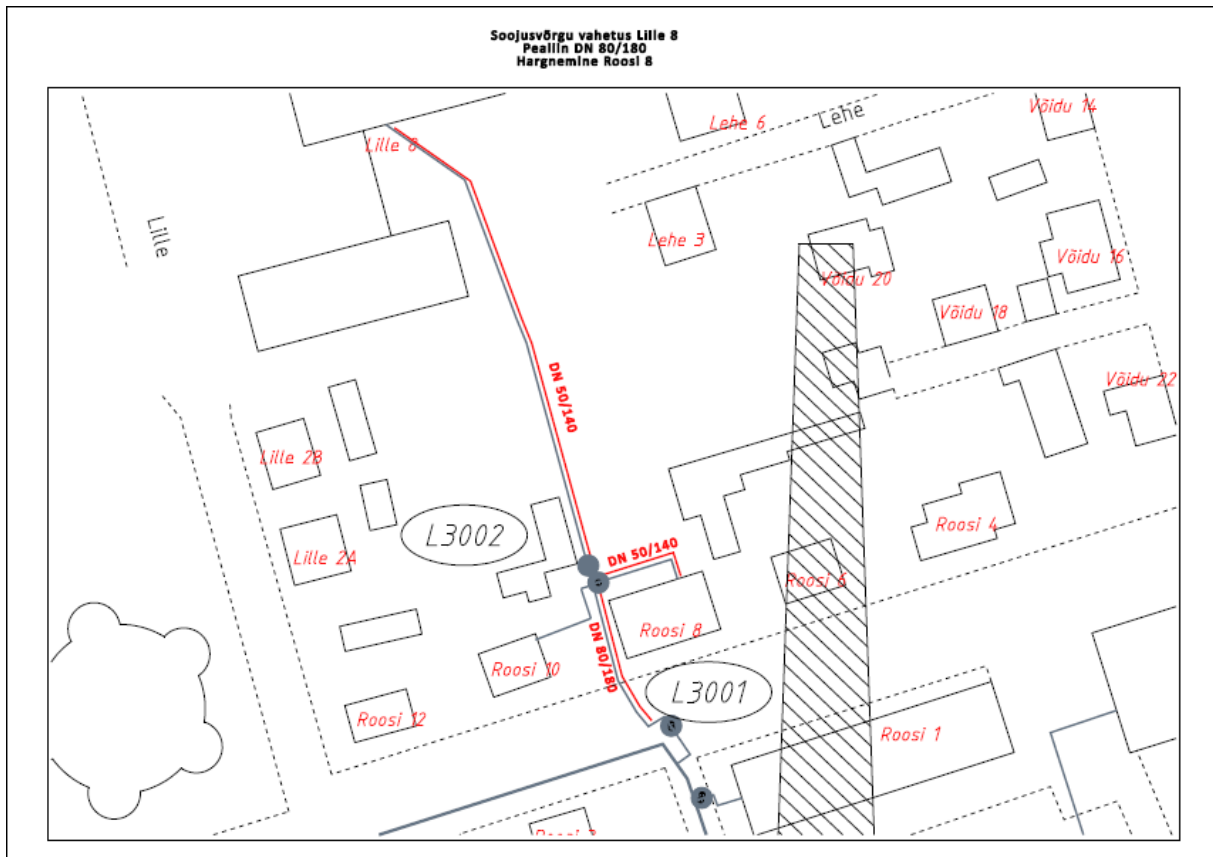 Soojusvõrgu vahetus Lille 8
Pealiin DN 80/180
Hargnemine Roosi 8
Võidu 14
Lehe 6
Lehe
Lille 8
Lille
Lehe 3
Võidu 16
Võidu 20
Võidu 18
DN 50/140
Võidu 22
Lille 2B
L3002
Roosi 4
DN 50/140
Lille 2A
Roosi 6
DN 80/180
Roosi 8
Roosi 10
L3001
Roosi 12
Roosi 1